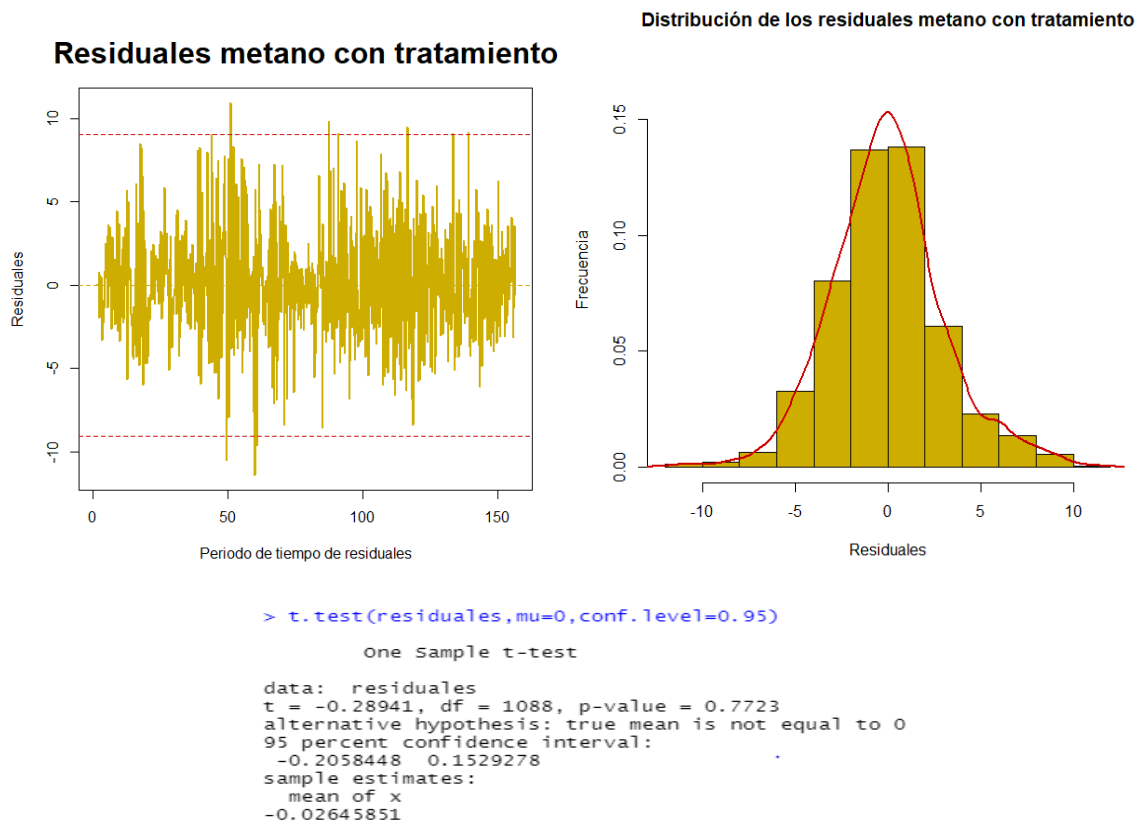 Residuales metano con tratamiento
10
5
0
-5
-10
Residuales
0
50
100
150
Periodo de tiempo de residuales
Distribución de los residuales metano con tratamiento
0.15
0.10
0.05
0.00
Frecuencia
-10
-5
0
5
10
Residuales
> t.test(residuales,mu=0,conf.level=0.95)
One Sample t-test
data: residuales
t = -0.28941, df = 1088, p-value = 0.7723
alternative hypothesis: true mean is not equal to 0
95 percent confidence interval:
-0.2058448 0.1529278
sample estimates:
mean of x
-0.02645851